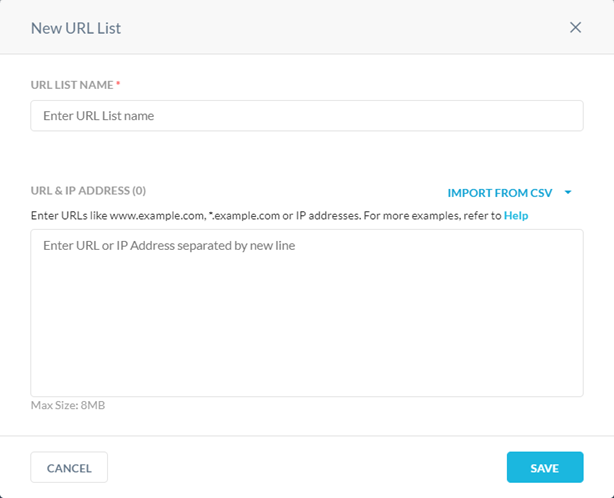 New URL List
URL LIST NAME *
Enter URL List name
URL & IP ADDRESS (0)
IMPORT FROM CSV
Enter URLs like www.example.com, *.example.com or IP addresses. For more examples, refer to Help
Enter URL or IP Address separated by new line
Max Size: 8MB
CANCEL
SAVE